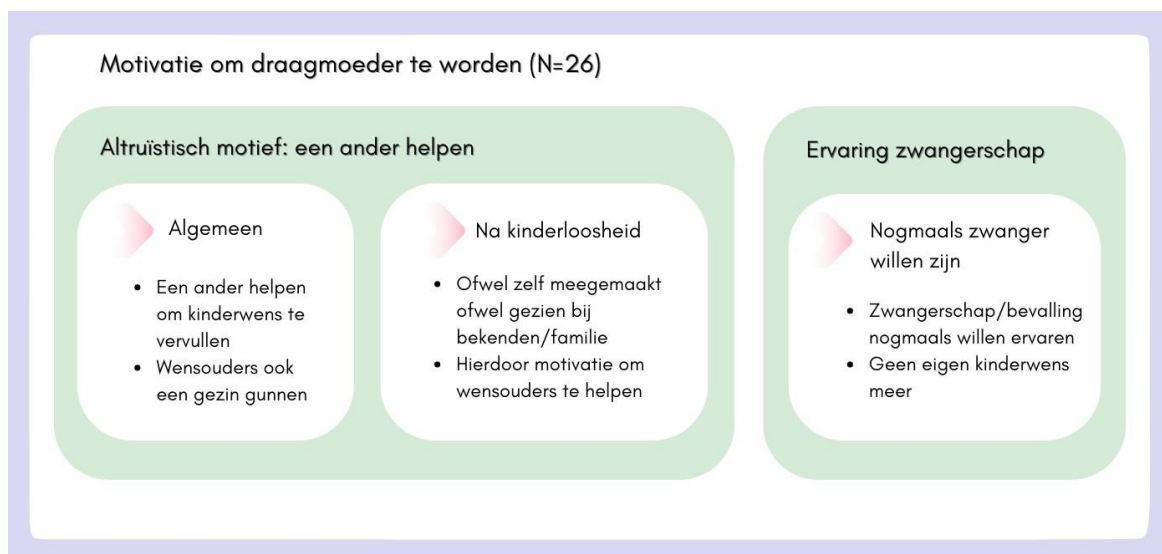 Motivatie om draagmoeder te worden (N=26)
Altruïstisch motief: een ander helpen
Algemeen
• Een ander helpen
om kinderwens te
vervullen
• Wensouders ook
een gezin gunnen
Na kinderloosheid
• Ofwel zelf meegemaakt
ofwel gezien bij
bekenden/familie
• Hierdoor motivatie om
wensouders te helpen
Ervaring zwangerschap
Nogmaals zwanger
willen zijn
• Zwangerschap/bevalling
nogmaals willen ervaren
• Geen eigen kinderwens
meer